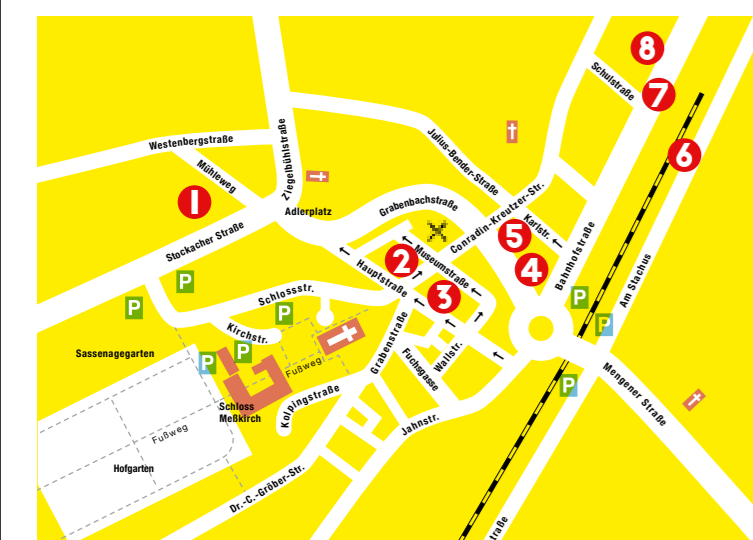 8
Schulstraße
7
Westenbergstraße
Julius-Bender-Straße
6
Mühleweg
Ziegelbühlstraße
1
Adlerplatz
Grabenbachstraße
Conradin-Kreutzer-Str.
Karlstr.
Stockacher Straße
5
2
Museumstraße
4
Bahnhofstraße
Am Stachus
Hauptstraße
3
P
P
P
P
P
P
P
P
Schlossstr.
Kirchstr.
Sassenagegarten
Grabenstraße
Wallstr.
Fuchsgasse
Fußweg
Mengener Straße
Schloss
Meßkirch
Kolpingstraße
Fußweg
Jahnstr.
Hofgarten
Dr.-C.-Gröber-Str.
traße